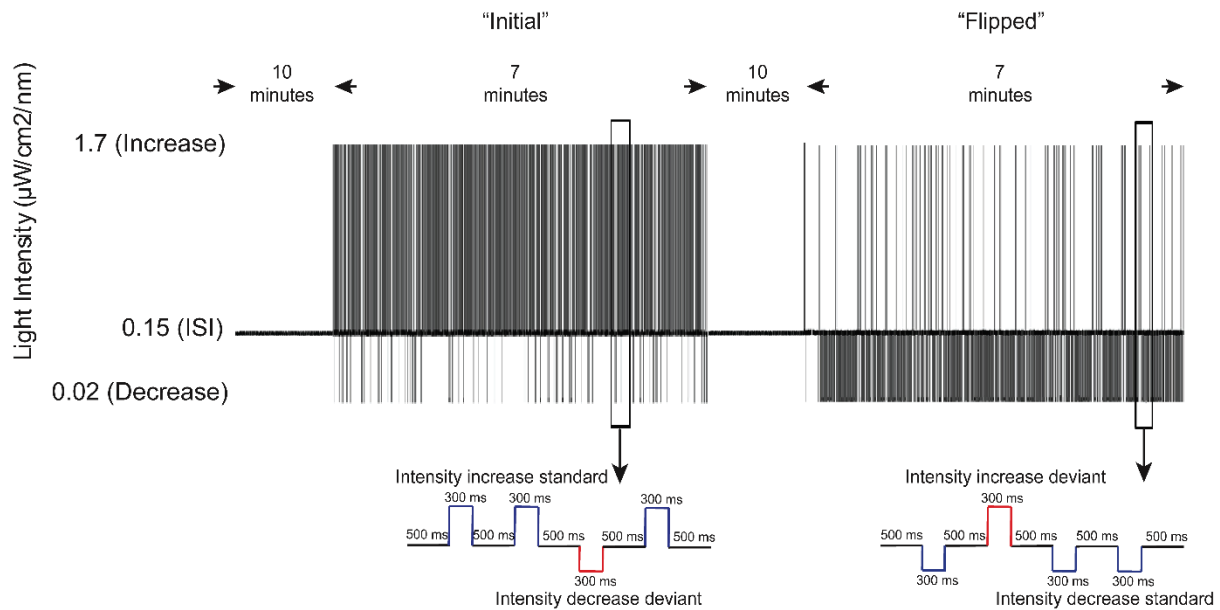 “Initial”
“Flipped”
10
minutes
7
minutes
10
minutes
7
minutes
Light Intensity (µW/cm2/nm)
1.7 (Increase)
0.15 (ISI)
0.02 (Decrease)
Intensity increase standard
300 ms
300 ms
300 ms
500 ms
500 ms
500 ms
500 ms
500 ms
300 ms
Intensity decrease deviant
Intensity increase deviant
300 ms
500 ms
500 ms
500 ms
500 ms
500 ms
300 ms
300 ms
300 ms
Intensity decrease standard